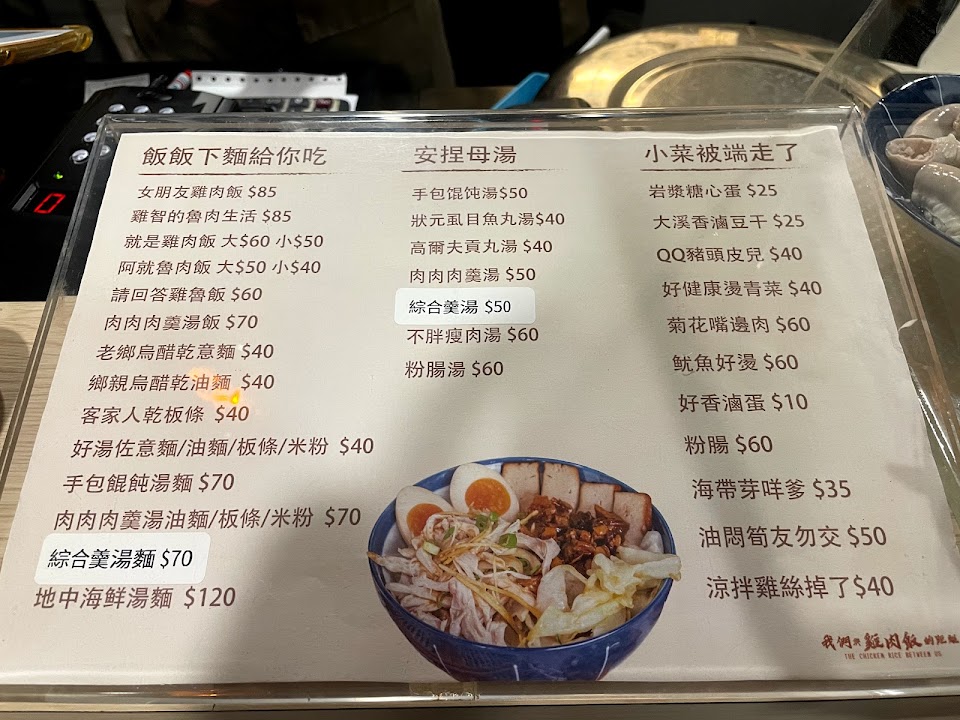 飯飯下麵給你吃
女朋友雞肉飯 $85
雞智的魯肉生活 $85
就是雞肉飯 大$60 小$50
阿就魯肉飯 大$50 小$40
請回答雞魯飯 $60
肉肉肉羹湯飯 $70
老鄉烏醋乾意麵 $40
鄉親烏醋乾油麵 $40
客家人乾板條 $40
好湯佐意麵/油麵/板條/米粉 $40
手包餛飩湯麵 $70
肉肉肉羹湯油麵/板條/米粉 $70
綜合羹湯麵 $70
地中海鮮湯麵 $120
安捏母湯
手包馄饨湯$50
狀元虱目魚丸湯$40
高爾夫貢丸湯 $40
肉肉肉羹湯 $50
綜合羹湯 $50
不胖瘦肉湯 $60
粉腸湯 $60
小菜被端走了
岩漿糖心蛋 $25
大溪香滷豆干 $25
QQ豬頭皮兒 $40
好健康燙青菜 $40
菊花嘴邊肉 $60
魷魚好燙 $60
好香滷蛋 $10
粉腸 $60
海帶芽咩爹 $35
油悶筍友勿交 $50
涼拌雞絲掉了$40
我們與雞肉飯的距離
THE CHICKEN RICE BETWEEN US
0